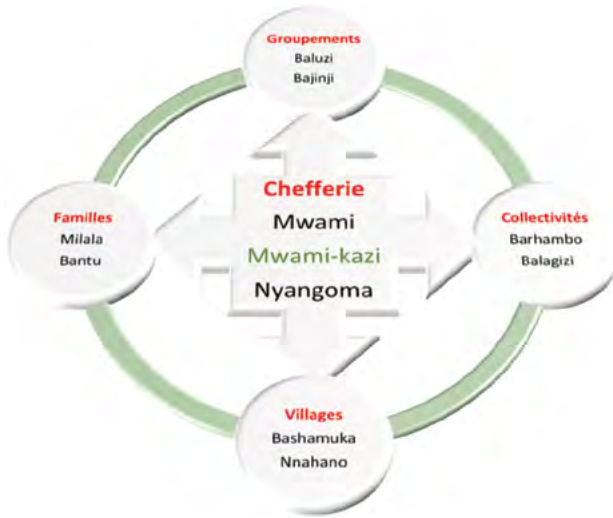 Groupements
Baluzi
Bajinji
Chefferie
Mwami
Mwami-kazi
Nyangoma
Familles
Milala
Bantu
Collectivités
Barhambo
Balagizi
Villages
Bashamuka
Nnahano